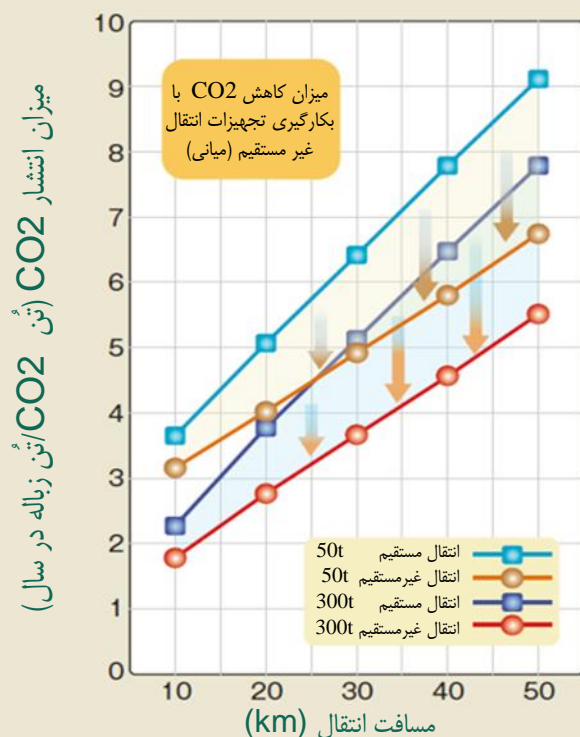 میزان انتشار CO2 (تُن CO2/تُن زباله در سال)
10
9
8
7
6
5
4
3
2
1
0
میزان کاهش CO2 با
بکارگیری تجهیزات انتقال
غیر مستقیم (میانی)
انتقال مستقیم 50t
انتقال غیرمستقیم 50t
انتقال مستقیم 300t
انتقال غیرمستقیم 300t
10 20 30 40 50
مسافت انتقال (km)